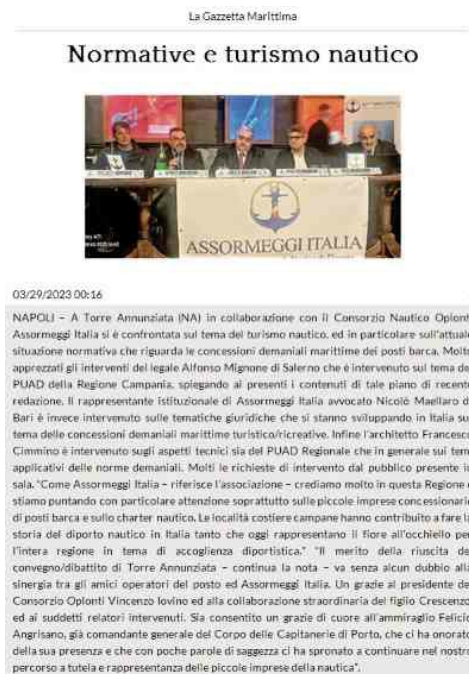 La Gazzetta Marittima
Normative e turismo nautico
ASSORMEGGI ITALIA
03/29/2023 00:16
NAPOLI – A Torre Annunziata (NA) in collaborazione con il Consorzio Nautico Oplonti
Assormeggi Italia si è confrontata sul tema del turismo nautico, ed in particolare sull'attuale
situazione normativa che riguarda le concessioni demaniali marittime dei posti barca. Molto
apprezzati gli interventi del legale Alfonso Mignone di Salerno che è intervenuto sul tema del
PUAD della Regione Campania, spiegando ai presenti i contenuti di tale piano di recente
redazione. Il rappresentante istituzionale di Assormeggi Italia avvocato Nicolò Maellaro di
Bari è invece intervenuto sulle tematiche giuridiche che si stanno sviluppando in Italia sul
tema delle concessioni demaniali marittime turistico/ricreative. Infine l'architetto Francesco
Cimmino è intervenuto sugli aspetti tecnici sia del PUAD Regionale che in generale sui temi
applicativi delle norme demaniali. Molti le richieste di intervento dal pubblico presente in
sala. "Come Assormeggi Italia – riferisce l'associazione – crediamo molto in questa Regione e
stiamo puntando con particolare attenzione soprattutto sulle piccole imprese concessionarie
di posti barca e sullo charter nautico. Le località costiere campane hanno contribuito a fare la
storia del diporto nautico in Italia tanto che oggi rappresentano il fiore all'occhiello per
l'intera regione in tema di accoglienza diportistica." "Il merito della riuscita del
convegno/dibattito di Torre Annunziata – continua la nota – va senza alcun dubbio alla
sinergia tra gli amici operatori del posto ed Assormeggi Italia. Un grazie al presidente del
Consorzio Oplonti Vincenzo Iovino ed alla collaborazione straordinaria del figlio Crescenzo,
ed ai suddetti relatori intervenuti. Sia consentito un grazie di cuore all'ammiraglio Felicio
Angrisano, già comandante generale del Corpo delle Capitanerie di Porto, che ci ha onorato
della sua presenza e che con poche parole di saggezza ci ha spronato a continuare nel nostro
percorso a tutela e rappresentanza delle piccole imprese della nautica".